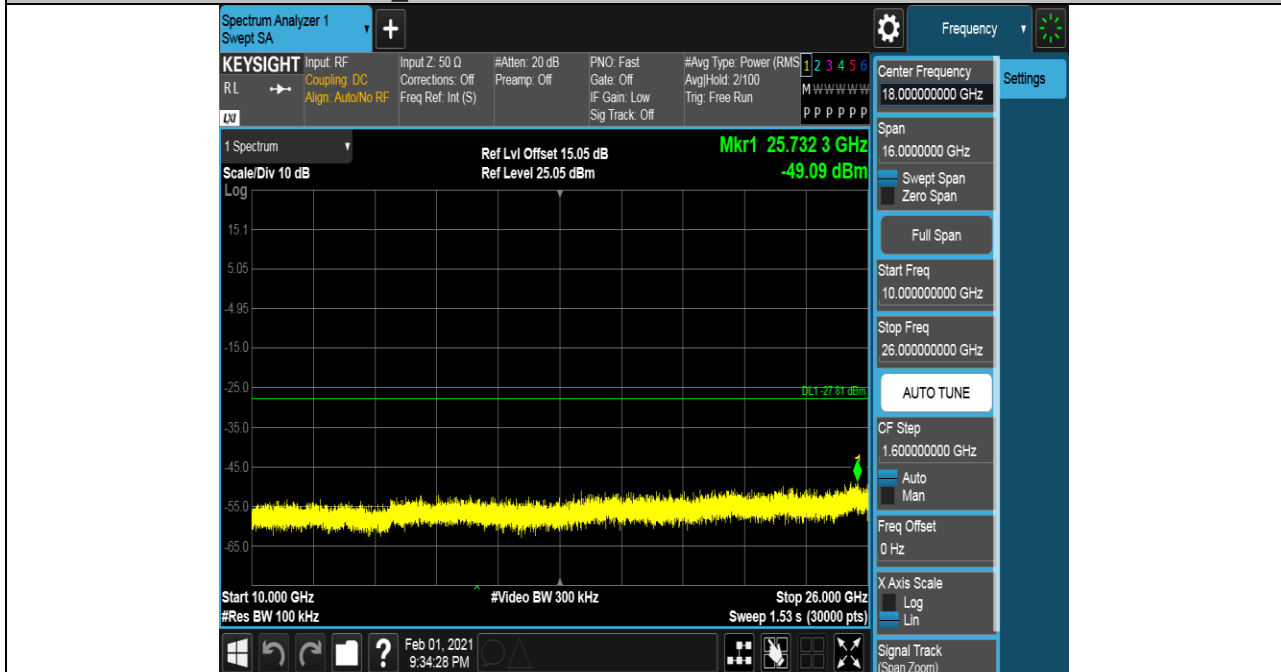 Spectrum Analyzer 1
Swept SA
+
Frequency
KEYSIGHT
RL
LXI
Input: RF
Coupling: DC
Align: Auto/No RF
Input Z: 50 Ω
Corrections: Off
Freq Ref: Int (S)
#Atten: 20 dB
Preamp: Off
PNO: Fast
Gate: Off
IF Gain: Low
Sig Track: Off
#Avg Type: Power (RMS
Avg|Hold: 2/100
Trig: Free Run
1 2 3 4 5 6
M W W W W W
P P P P P P
1 Spectrum
Scale/Div 10 dB
Ref Lvl Offset 15.05 dB
Ref Level 25.05 dBm
Mkr1 25.732 3 GHz
-49.09 dBm
Log
15.1
5.05
-4.95
-15.0
-25.0
DL1 -27.81 dBm
-35.0
-45.0
1
-55.0
-65.0
Start 10.000 GHz
#Video BW 300 kHz
Stop 26.000 GHz
#Res BW 100 kHz
Sweep 1.53 s (30000 pts)
?
Feb 01, 2021
9:34:28 PM
Center Frequency
18.000000000 GHz
Settings
Span
16.0000000 GHz
Swept Span
Zero Span
Full Span
Start Freq
10.000000000 GHz
Stop Freq
26.000000000 GHz
AUTO TUNE
CF Step
1.600000000 GHz
Auto
Man
Freq Offset
0 Hz
X Axis Scale
Log
Lin
Signal Track
(Span Zoom)